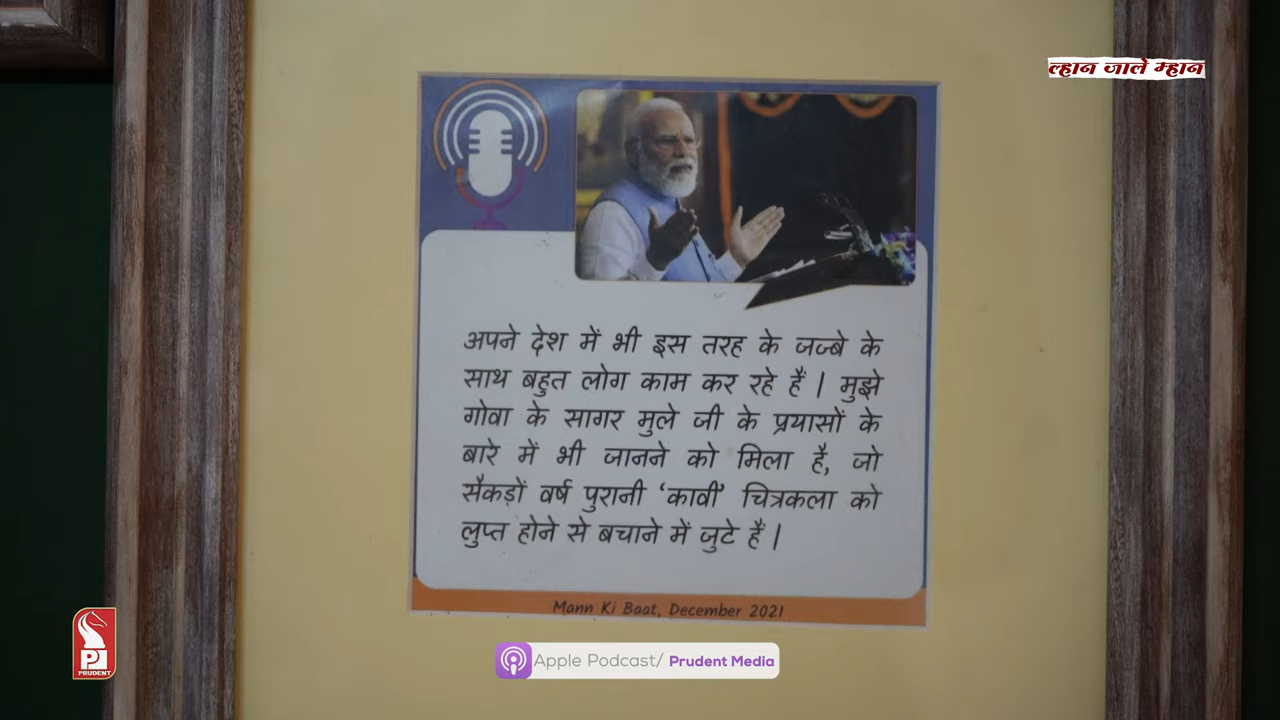 ल्हान जाले म्हान
अपने देश में भी इस तरह के जज्बे के
साथ बहुत लोग काम कर रहे हैं | मुझे
गोवा के सागर मुले जी के प्रयासों के
बारे में भी जानने को मिला है, जो
सैकड़ों वर्ष पुरानी ‘कावी’ चित्रकला को
लुप्त होने से बचाने में जुटे हैं |
Mann Ki Baat, December 2021
PRUDENT
Apple Podcast/ Prudent Media